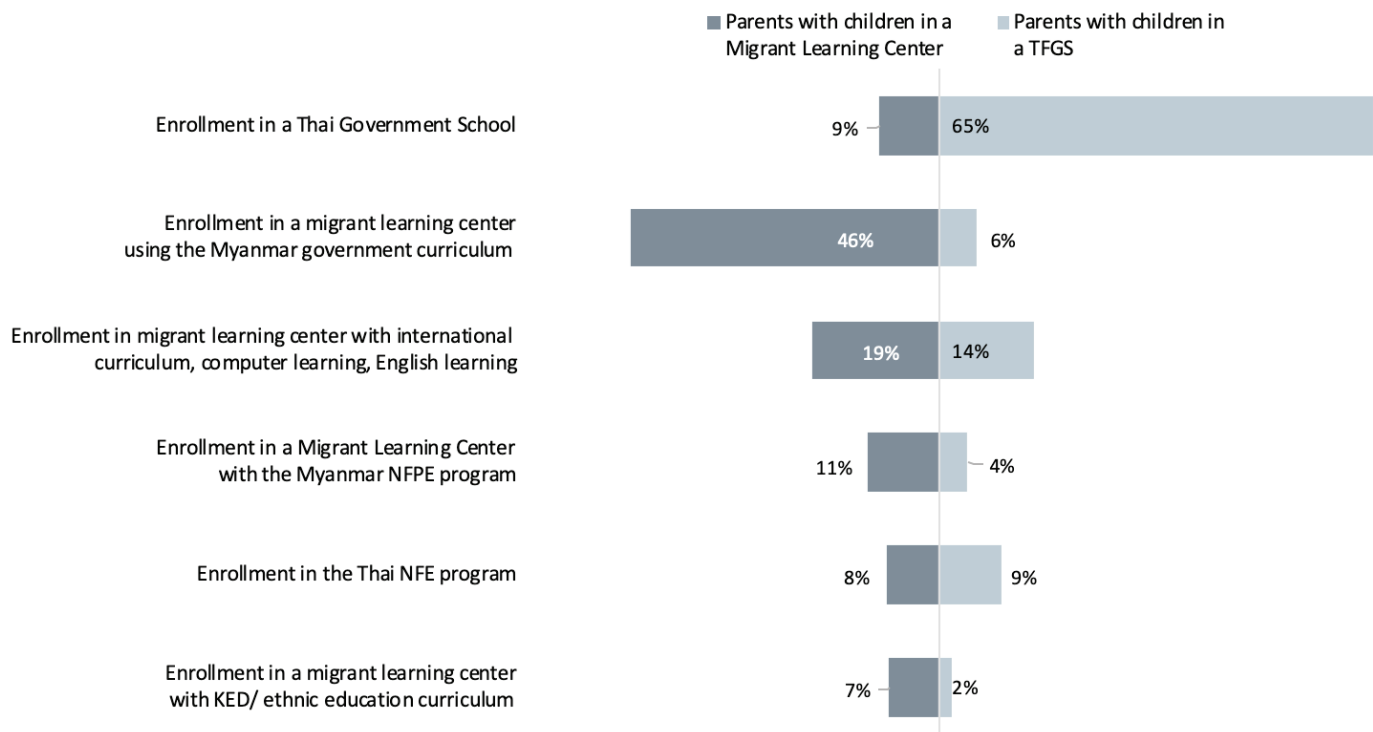 Parents with children in a
Migrant Learning Center
Parents with children in
a TFGS
Enrollment in a Thai Government School
9%
65%
Enrollment in a migrant learning center
using the Myanmar government curriculum
46%
6%
Enrollment in migrant learning center with international
curriculum, computer learning, English learning
19%
14%
Enrollment in a Migrant Learning Center
with the Myanmar NFPE program
11%
4%
Enrollment in the Thai NFE program
8%
9%
Enrollment in a migrant learning center
with KED/ ethnic education curriculum
7%
2%